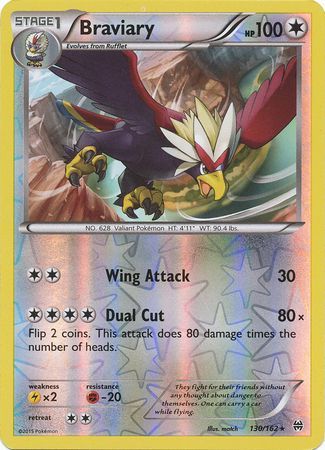 STAGE1
Braviary
HP100
Evolves from Rufflet
NO. 628 Valiant Pokémon HT: 4'11" WT: 90.4 lbs.
Wing Attack 30
Dual Cut 80×
Flip 2 coins. This attack does 80 damage times the
number of heads.
weakness
×2
resistance
-20
retreat
They fight for their friends without
any thought about danger to
themselves. One can carry a car
while flying.
©2015 Pokémon
Illus. match
130/162★